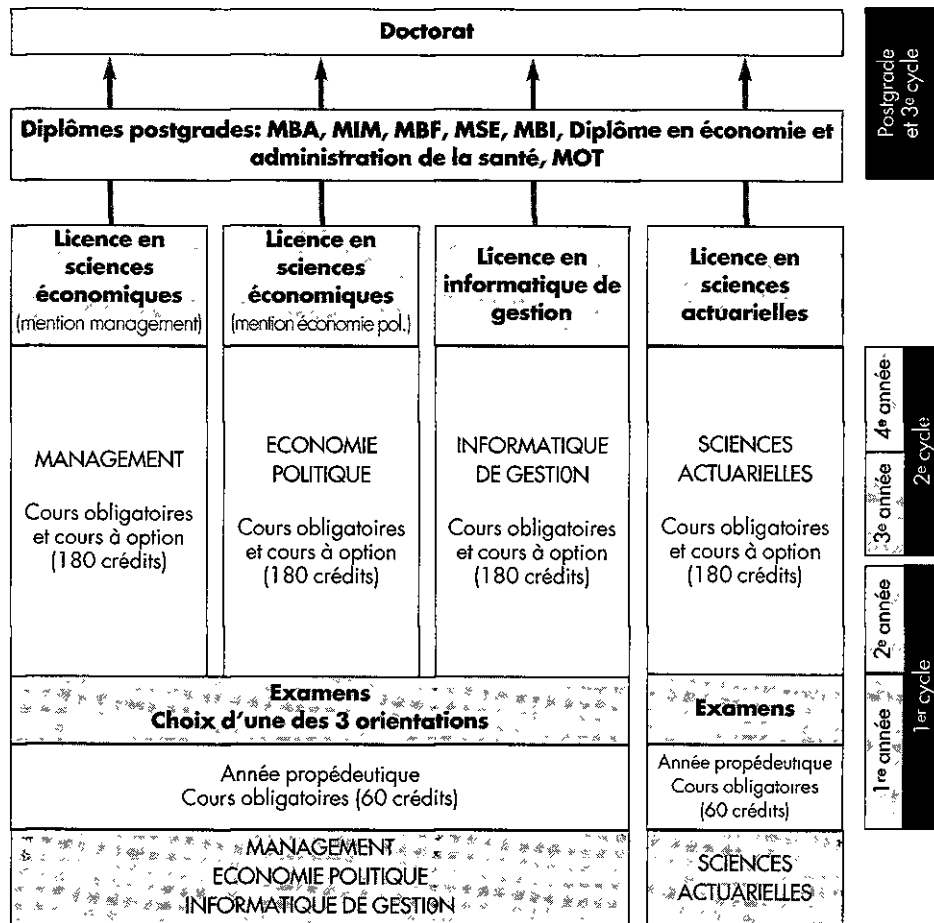 Doctorat
Postgrade
et 3e cycle
Diplômes postgrades: MBA, MIM, MBF, MSE, MBI, Diplôme en économie et
administration de la santé, MOT
Licence en
sciences
économiques
(mention management)
Licence en
sciences
économiques
(mention économie pol.)
Licence en
informatique de
gestion
Licence en
sciences
actuarielles
MANAGEMENT
Cours obligatoires
et cours à option
(180 crédits)
ECONOMIE
POLITIQUE
Cours obligatoires
et cours à option
(180 crédits)
INFORMATIQUE
DE GESTION
Cours obligatoires
et cours à option
(180 crédits)
SCIENCES
ACTUARIELLES
Cours obligatoires
et cours à option
(180 crédits)
4e année
3e année
2e cycle
2e année
1re année
1er cycle
Examens
Choix d'une des 3 orientations
Examens
Année propédeutique
Cours obligatoires (60 crédits)
Année propédeutique
Cours obligatoires
(60 crédits)
MANAGEMENT
ECONOMIE POLITIQUE
INFORMATIQUE DE GESTION
SCIENCES
ACTUARIELLES